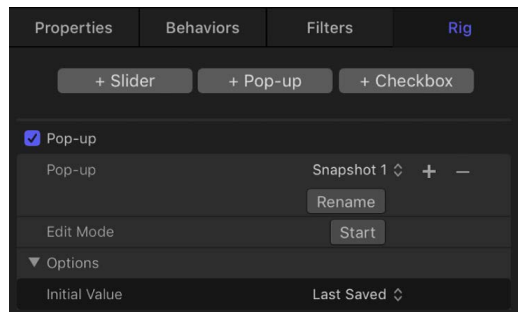 Properties Behaviors Filters Rig
+ Slider + Pop-up + Checkbox
Pop-up
Pop-up Snapshot 1 + −
Rename
Edit Mode Start
Options
Initial Value Last Saved